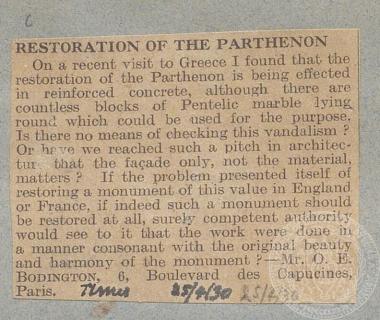 c
RESTORATION OF THE PARTHENON
On a recent visit to Greece I found that the
restoration of the Parthenon is being effected
in reinforced concrete, although there are
countless blocks of Pentelic marble lying
round which could be used for the purpose.
Is there no means of checking this vandalism ?
Or have we reached such a pitch in architec-
tur that the façade only, not the material,
matters ? If the problem presented itself of
restoring a monument of this value in England
or France, if indeed such a monument should
be restored at all, surely competent authority
would see to it that the work were done in
a manner consonant with the original beauty
and harmony of the monument ?—Mr. O. E.
BODINGTON, 6, Boulevard des Capucines,
Paris. Times 25/4/30 25/4/30